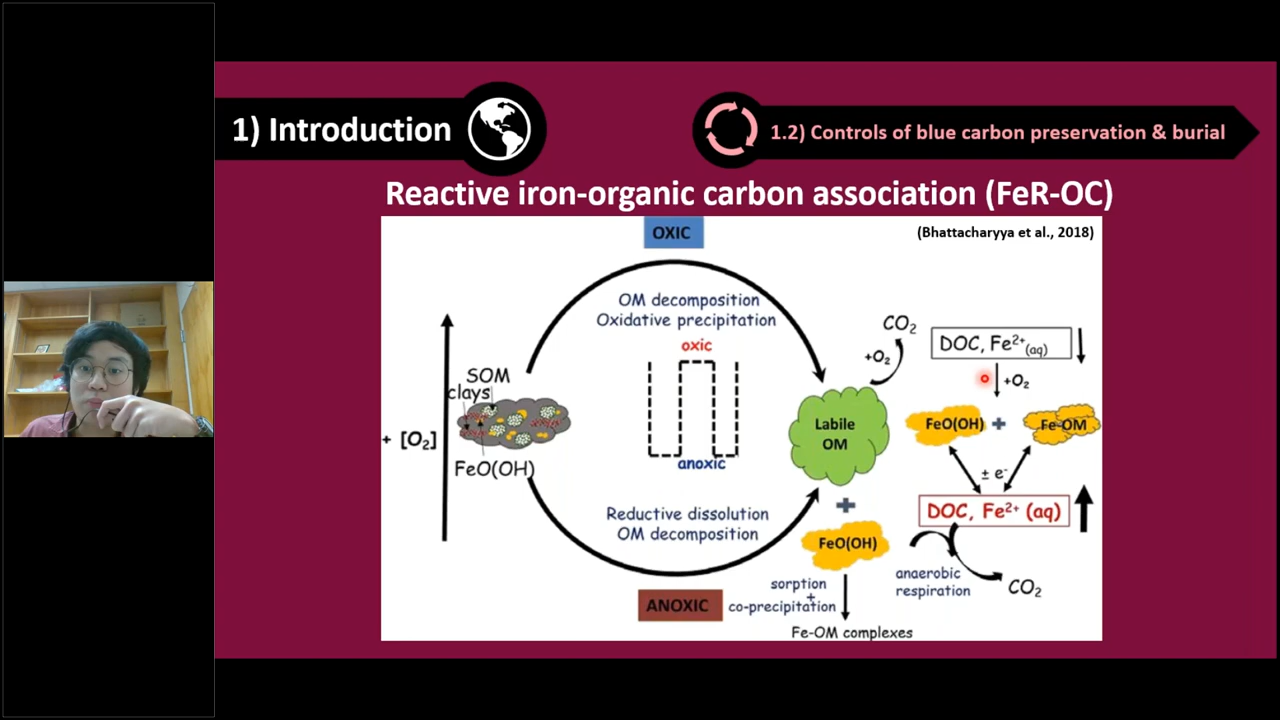 1) Introduction
1.2) Controls of blue carbon preservation & burial
Reactive iron-organic carbon association (FeR-OC)
OXIC
(Bhattacharyya et al., 2018)
OM decomposition
Oxidative precipitation
oxic
anoxic
SOM
clays
+ [O₂]
FeO(OH)
Reductive dissolution
OM decomposition
ANOXIC
Labile
OM
+
FeO(OH)
sorption
+
co-precipitation
Fe-OM complexes
CO₂
+O₂
DOC, Fe²⁺(aq)
+O₂
FeO(OH) + Fe-OM
± e⁻
DOC, Fe²⁺ (aq)
anaerobic
respiration
CO₂